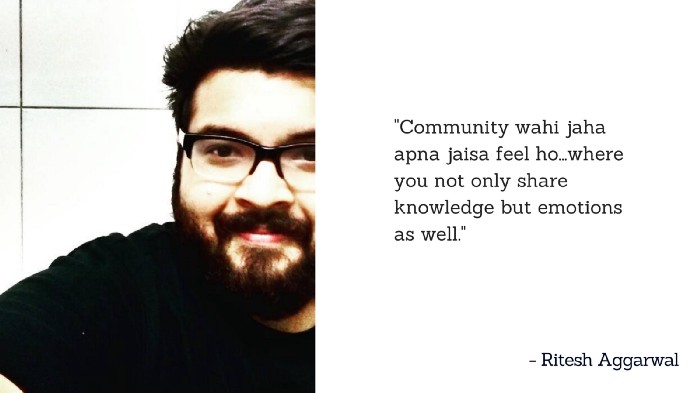 "Community wahi jaha
apna jaisa feel ho...where
you not only share
knowledge but emotions
as well."
- Ritesh Aggarwal